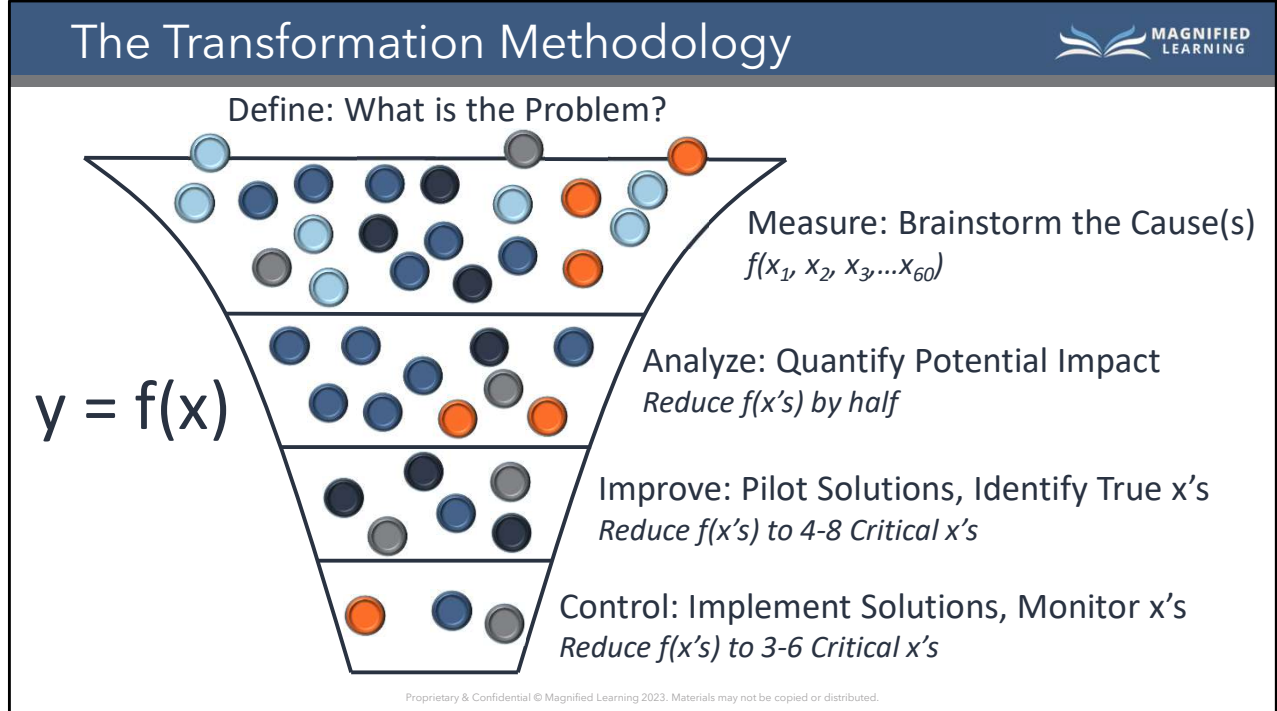 The Transformation Methodology
MAGNIFIED
LEARNING
Define: What is the Problem?
Measure: Brainstorm the Cause(s)
f(x₁, x₂, x₃,...x₆₀)
Analyze: Quantify Potential Impact
Reduce f(x’s) by half
y = f(x)
Improve: Pilot Solutions, Identify True x’s
Reduce f(x’s) to 4-8 Critical x’s
Control: Implement Solutions, Monitor x’s
Reduce f(x’s) to 3-6 Critical x’s
Proprietary & Confidential © Magnified Learning 2023. Materials may not be copied or distributed.